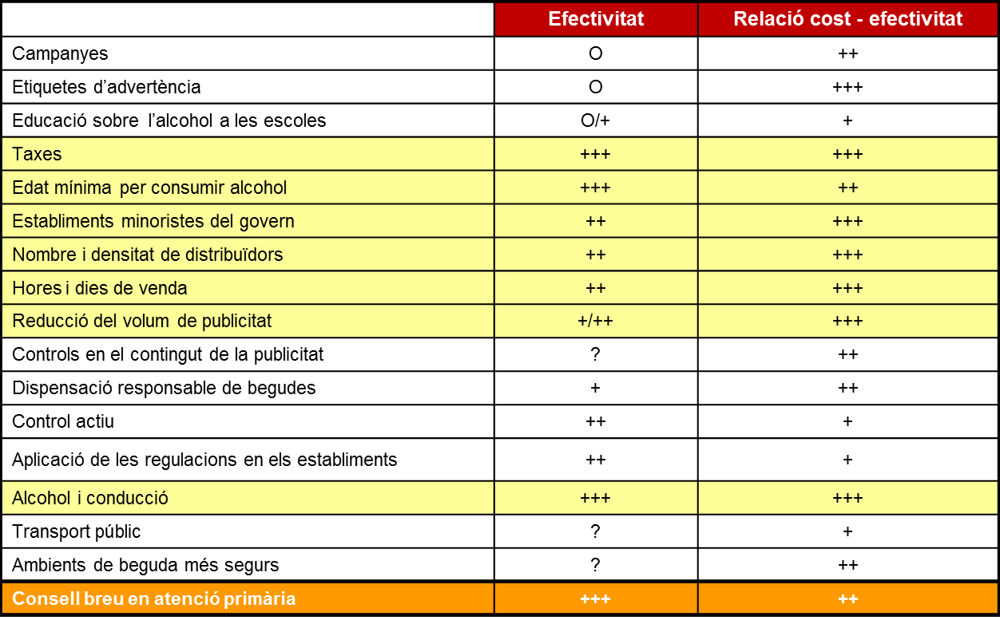 Efectivitat Relació cost - efectivitat
Campanyes O ++
Etiquetes d’advertència O +++
Educació sobre l’alcohol a les escoles O/+ +
Taxes +++ +++
Edat mínima per consumir alcohol +++ ++
Establiments minoristes del govern ++ +++
Nombre i densitat de distribuïdors ++ +++
Hores i dies de venda ++ +++
Reducció del volum de publicitat +/++ +++
Controls en el contingut de la publicitat ? ++
Dispensació responsable de begudes + ++
Control actiu ++ +
Aplicació de les regulacions en els establiments ++ +
Alcohol i conducció +++ +++
Transport públic ? +
Ambients de beguda més segurs ? ++
Consell breu en atenció primària +++ ++